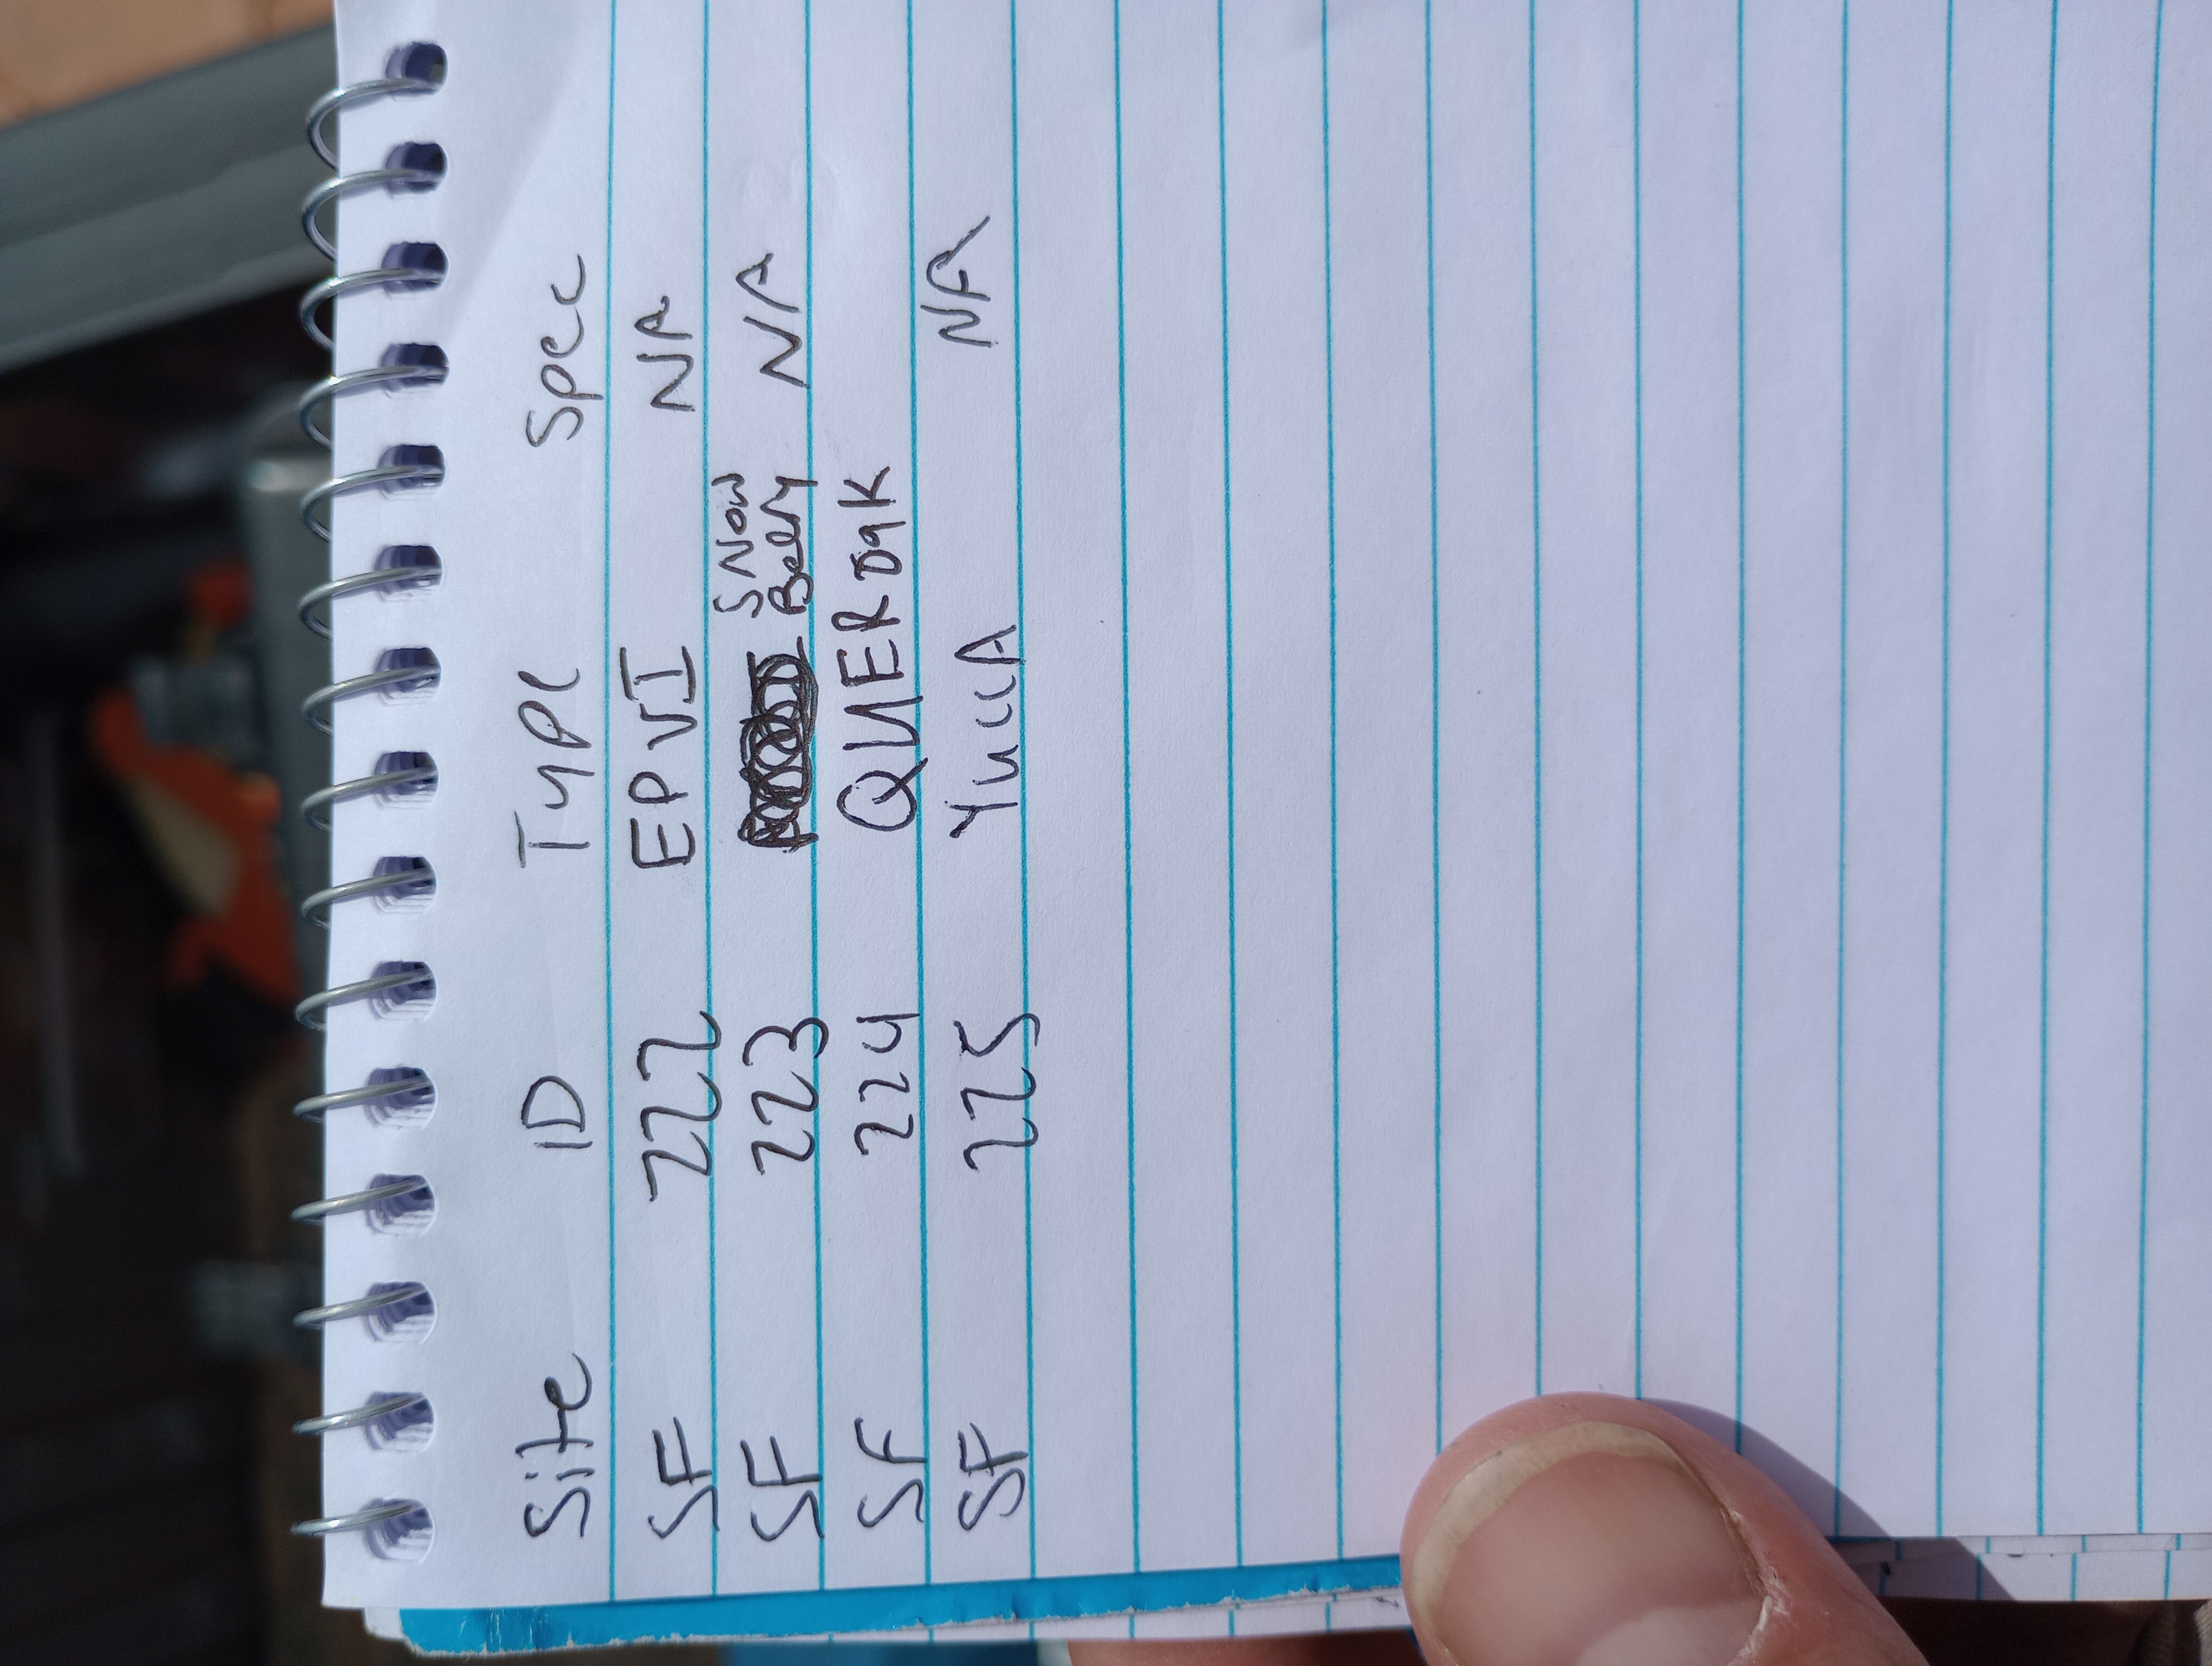 Site ID Type Spec
SF 222 EPVI NA
SF 223 Snow Berry NA
SF 224 QUER oak
SF 225 YuccA NA